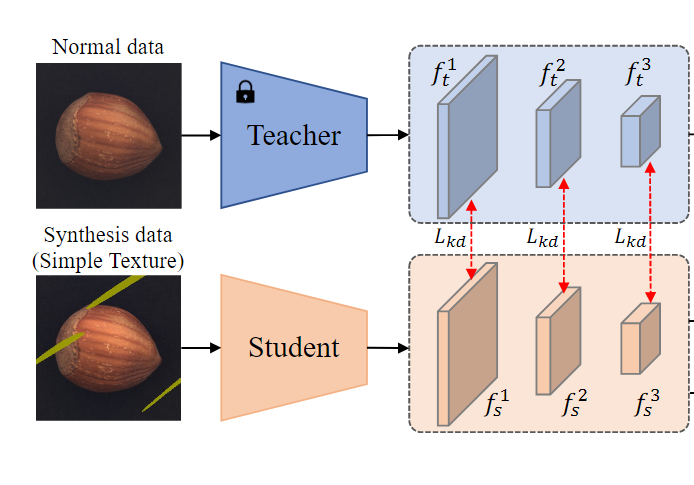 Normal data
Teacher
f_t^1
f_t^2
f_t^3
L_kd
L_kd
L_kd
Synthesis data
(Simple Texture)
Student
f_s^1
f_s^2
f_s^3